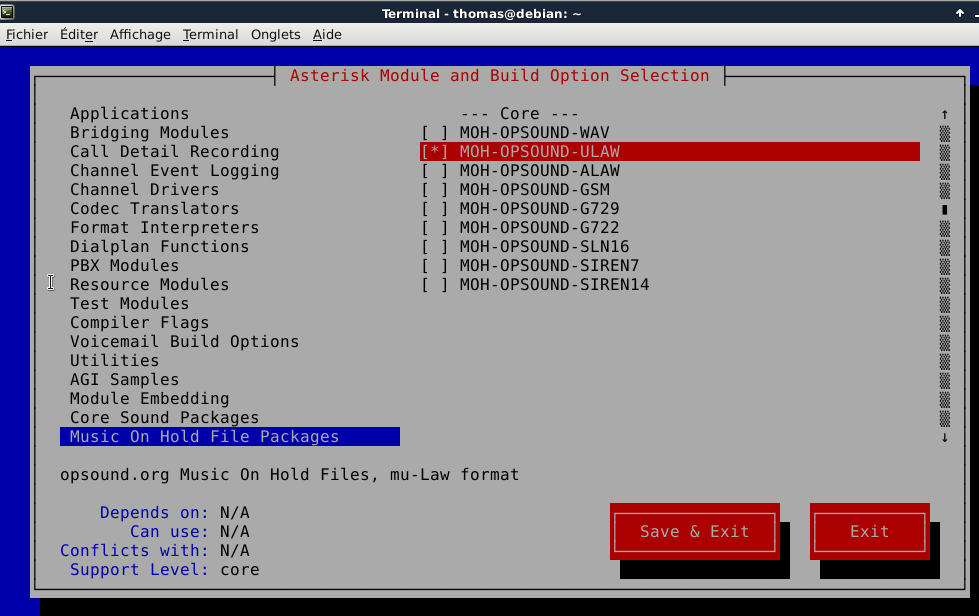 Terminal - thomas@debian: ~
Fichier Éditer Affichage Terminal Onglets Aide
Asterisk Module and Build Option Selection
Applications --- Core ---
Bridging Modules [ ] MOH-OPSOUND-WAV
Call Detail Recording [*] MOH-OPSOUND-ULAW
Channel Event Logging [ ] MOH-OPSOUND-ALAW
Channel Drivers [ ] MOH-OPSOUND-GSM
Codec Translators [ ] MOH-OPSOUND-G729
Format Interpreters [ ] MOH-OPSOUND-G722
Dialplan Functions [ ] MOH-OPSOUND-SLN16
PBX Modules [ ] MOH-OPSOUND-SIREN7
Resource Modules [ ] MOH-OPSOUND-SIREN14
Test Modules
Compiler Flags
Voicemail Build Options
Utilities
AGI Samples
Module Embedding
Core Sound Packages
Music On Hold File Packages
opsound.org Music On Hold Files, mu-Law format
Depends on: N/A
Can use: N/A
Conflicts with: N/A
Support Level: core
Save & Exit Exit